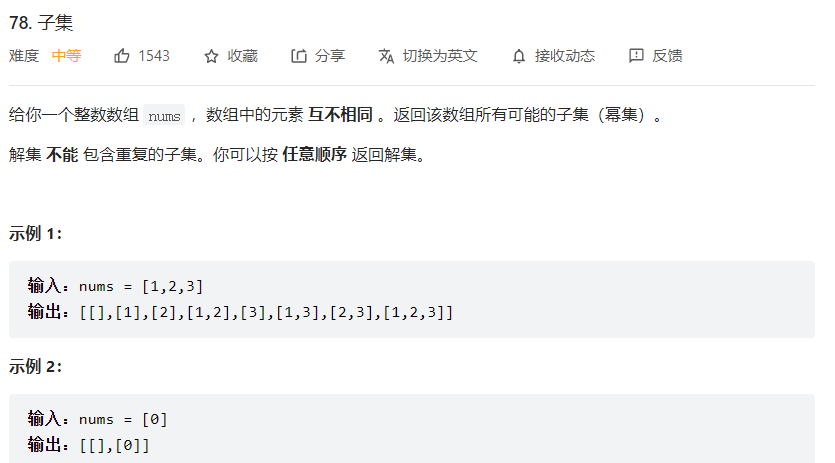 78. 子集
难度 中等 1543 收藏 分享 切换为英文 接收动态 反馈
给你一个整数数组 nums ，数组中的元素 互不相同 。返回该数组所有可能的子集（幂集）。
解集 不能 包含重复的子集。你可以按 任意顺序 返回解集。
示例 1：
输入：nums = [1,2,3]
输出：[[],[1],[2],[1,2],[3],[1,3],[2,3],[1,2,3]]
示例 2：
输入：nums = [0]
输出：[[],[0]]